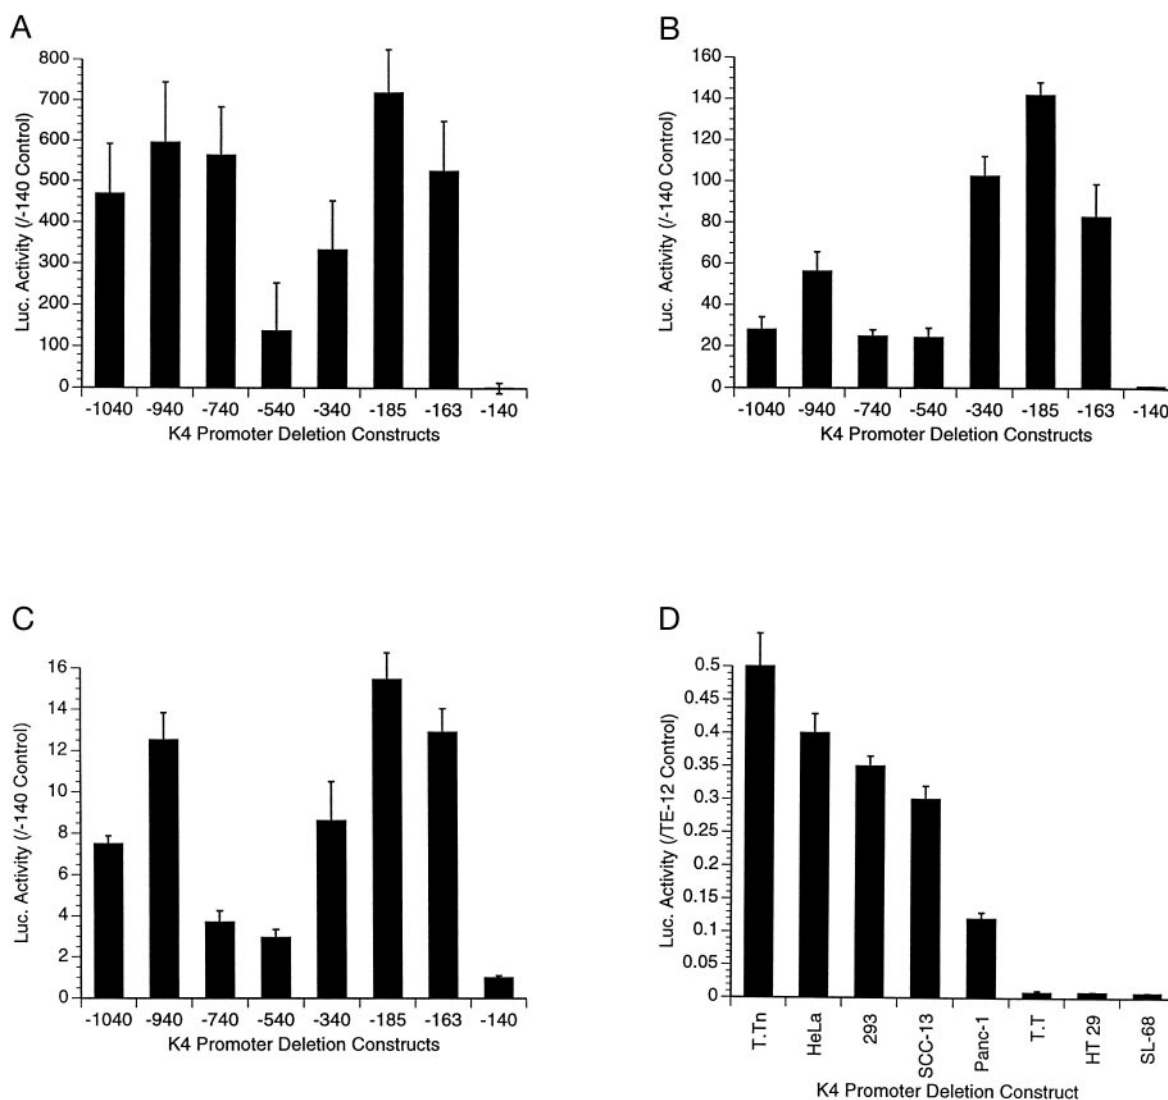 A
Luc. Activity (/-140 Control)
800
700
600
500
400
300
200
100
0
-1040 -940 -740 -540 -340 -185 -163 -140
K4 Promoter Deletion Constructs
B
Luc. Activity (/-140 Control)
160
140
120
100
80
60
40
20
0
-1040 -940 -740 -540 -340 -185 -163 -140
K4 Promoter Deletion Constructs
C
Luc. Activity (/-140 Control)
16
14
12
10
8
6
4
2
0
-1040 -940 -740 -540 -340 -185 -163 -140
K4 Promoter Deletion Constructs
D
Luc. Activity (/TE-12 Control)
0.5
0.45
0.4
0.35
0.3
0.25
0.2
0.15
0.1
0.05
0
T.Tn
HeLa
293
SCC-13
Panc-1
T.T
HT 29
SL-68
K4 Promoter Deletion Construct